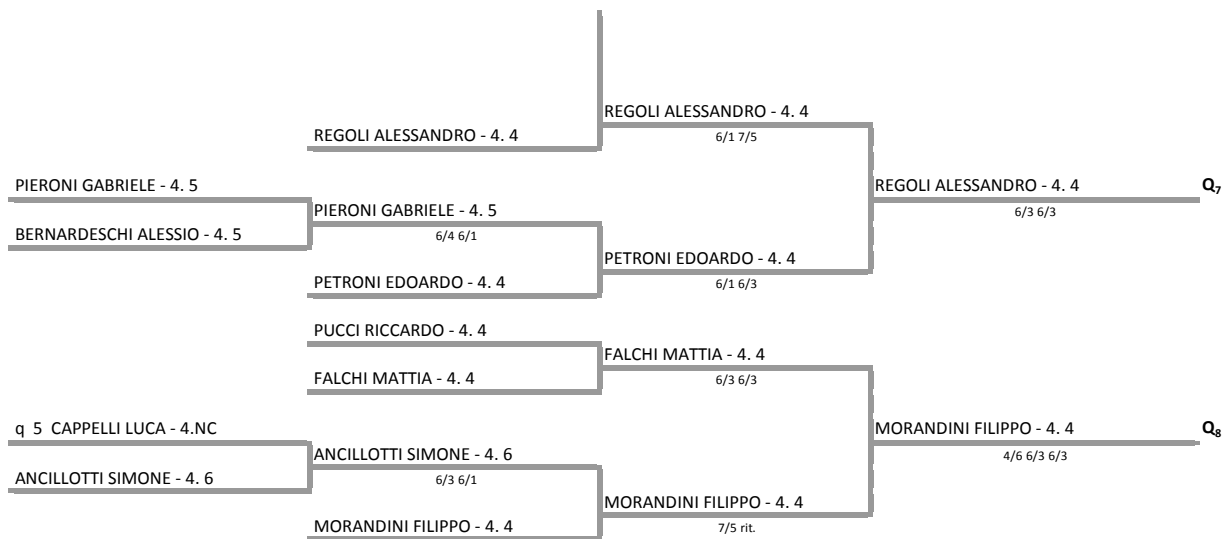 REGOLI ALESSANDRO - 4. 4
REGOLI ALESSANDRO - 4. 4
6/1 7/5
PIERONI GABRIELE - 4. 5
REGOLI ALESSANDRO - 4. 4
Q7
PIERONI GABRIELE - 4. 5
6/3 6/3
BERNARDESCHI ALESSIO - 4. 5
6/4 6/1
PETRONI EDOARDO - 4. 4
PETRONI EDOARDO - 4. 4
6/1 6/3
PUCCI RICCARDO - 4. 4
FALCHI MATTIA - 4. 4
FALCHI MATTIA - 4. 4
6/3 6/3
q 5 CAPPELLI LUCA - 4.NC
MORANDINI FILIPPO - 4. 4
Q8
ANCILLOTTI SIMONE - 4. 6
4/6 6/3 6/3
ANCILLOTTI SIMONE - 4. 6
6/3 6/1
MORANDINI FILIPPO - 4. 4
MORANDINI FILIPPO - 4. 4
7/5 rit.